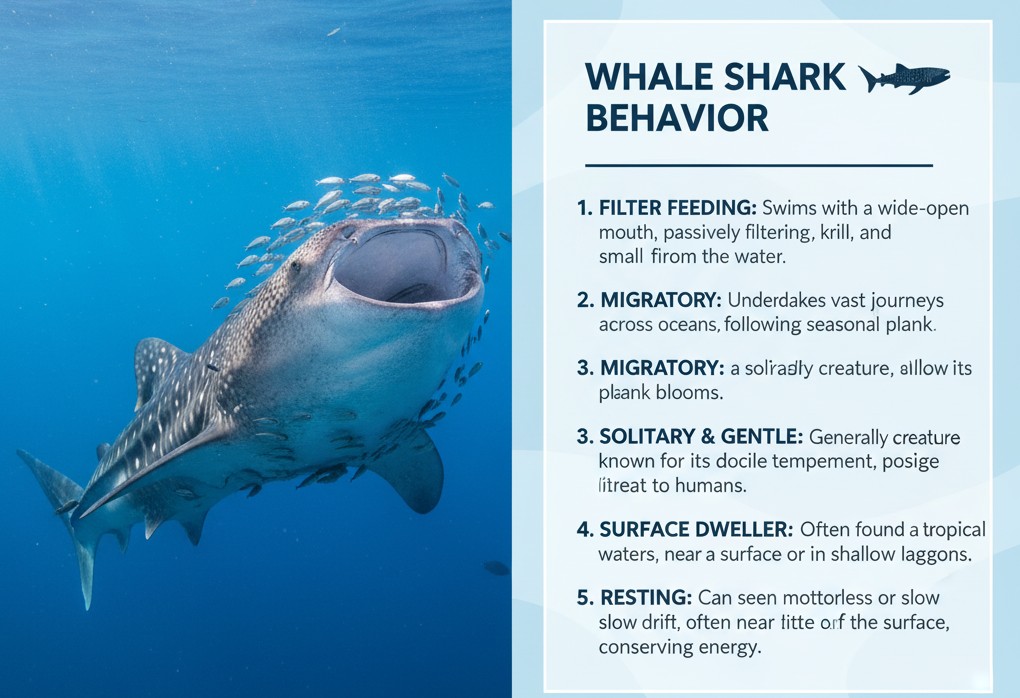 WHALE SHARK
BEHAVIOR
1. FILTER FEEDING: Swims with a wide-open
mouth, passively filtering, krill, and
small firom the water.
2. MIGRATORY: Underdakes vast journeys
across oceans, following seasonal plank.
3. MIGRATORY: a solradly creature, allow its
plaank blooms.
3. SOLITARY & GENTLE: Generally creature
known for its docile tempement, posige
litreat to humans.
4. SURFACE DWELLER: Often found a tropical
waters, near a surface or in shallow laggons.
5. RESTING: Can seen mottorless or slow
slow drift, often near of the surface,
conserving energy.